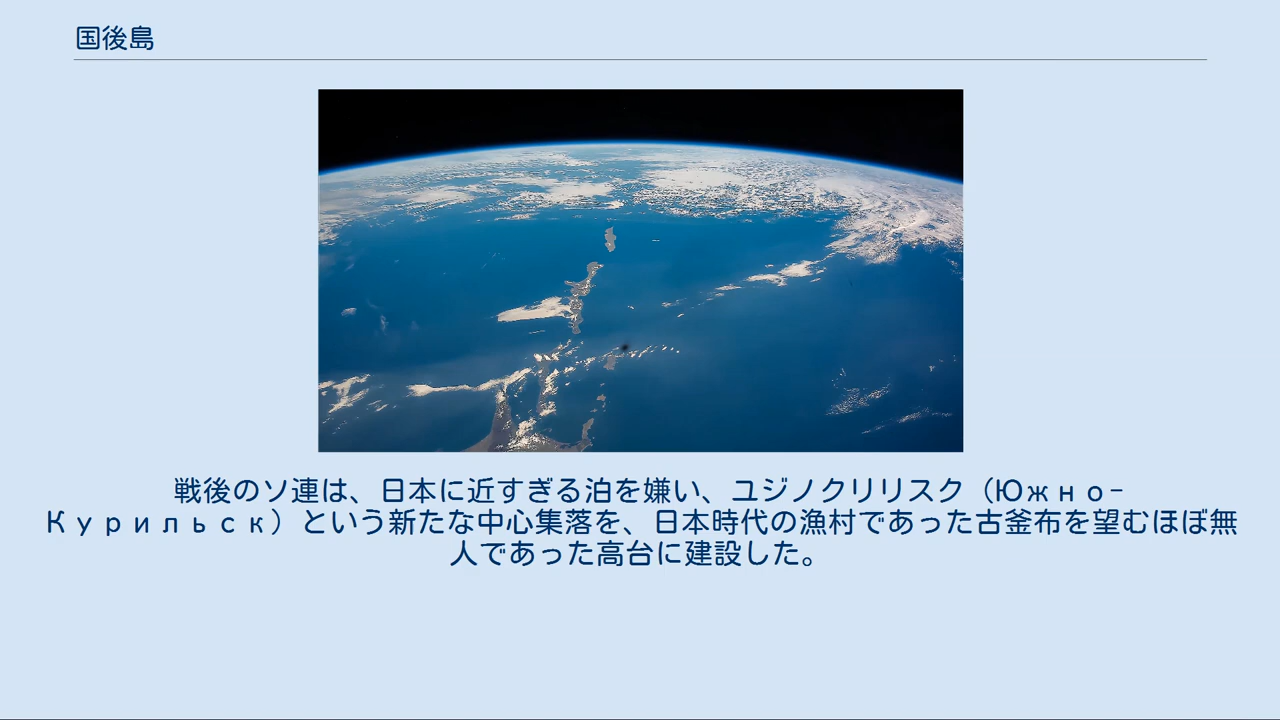 国後島
戦後のソ連は、日本に近すぎる泊を嫌い、ユジノクリリスク（Южно-
Курильск）という新たな中心集落を、日本時代の漁村であった古釜布を望むほぼ無
人であった高台に建設した。